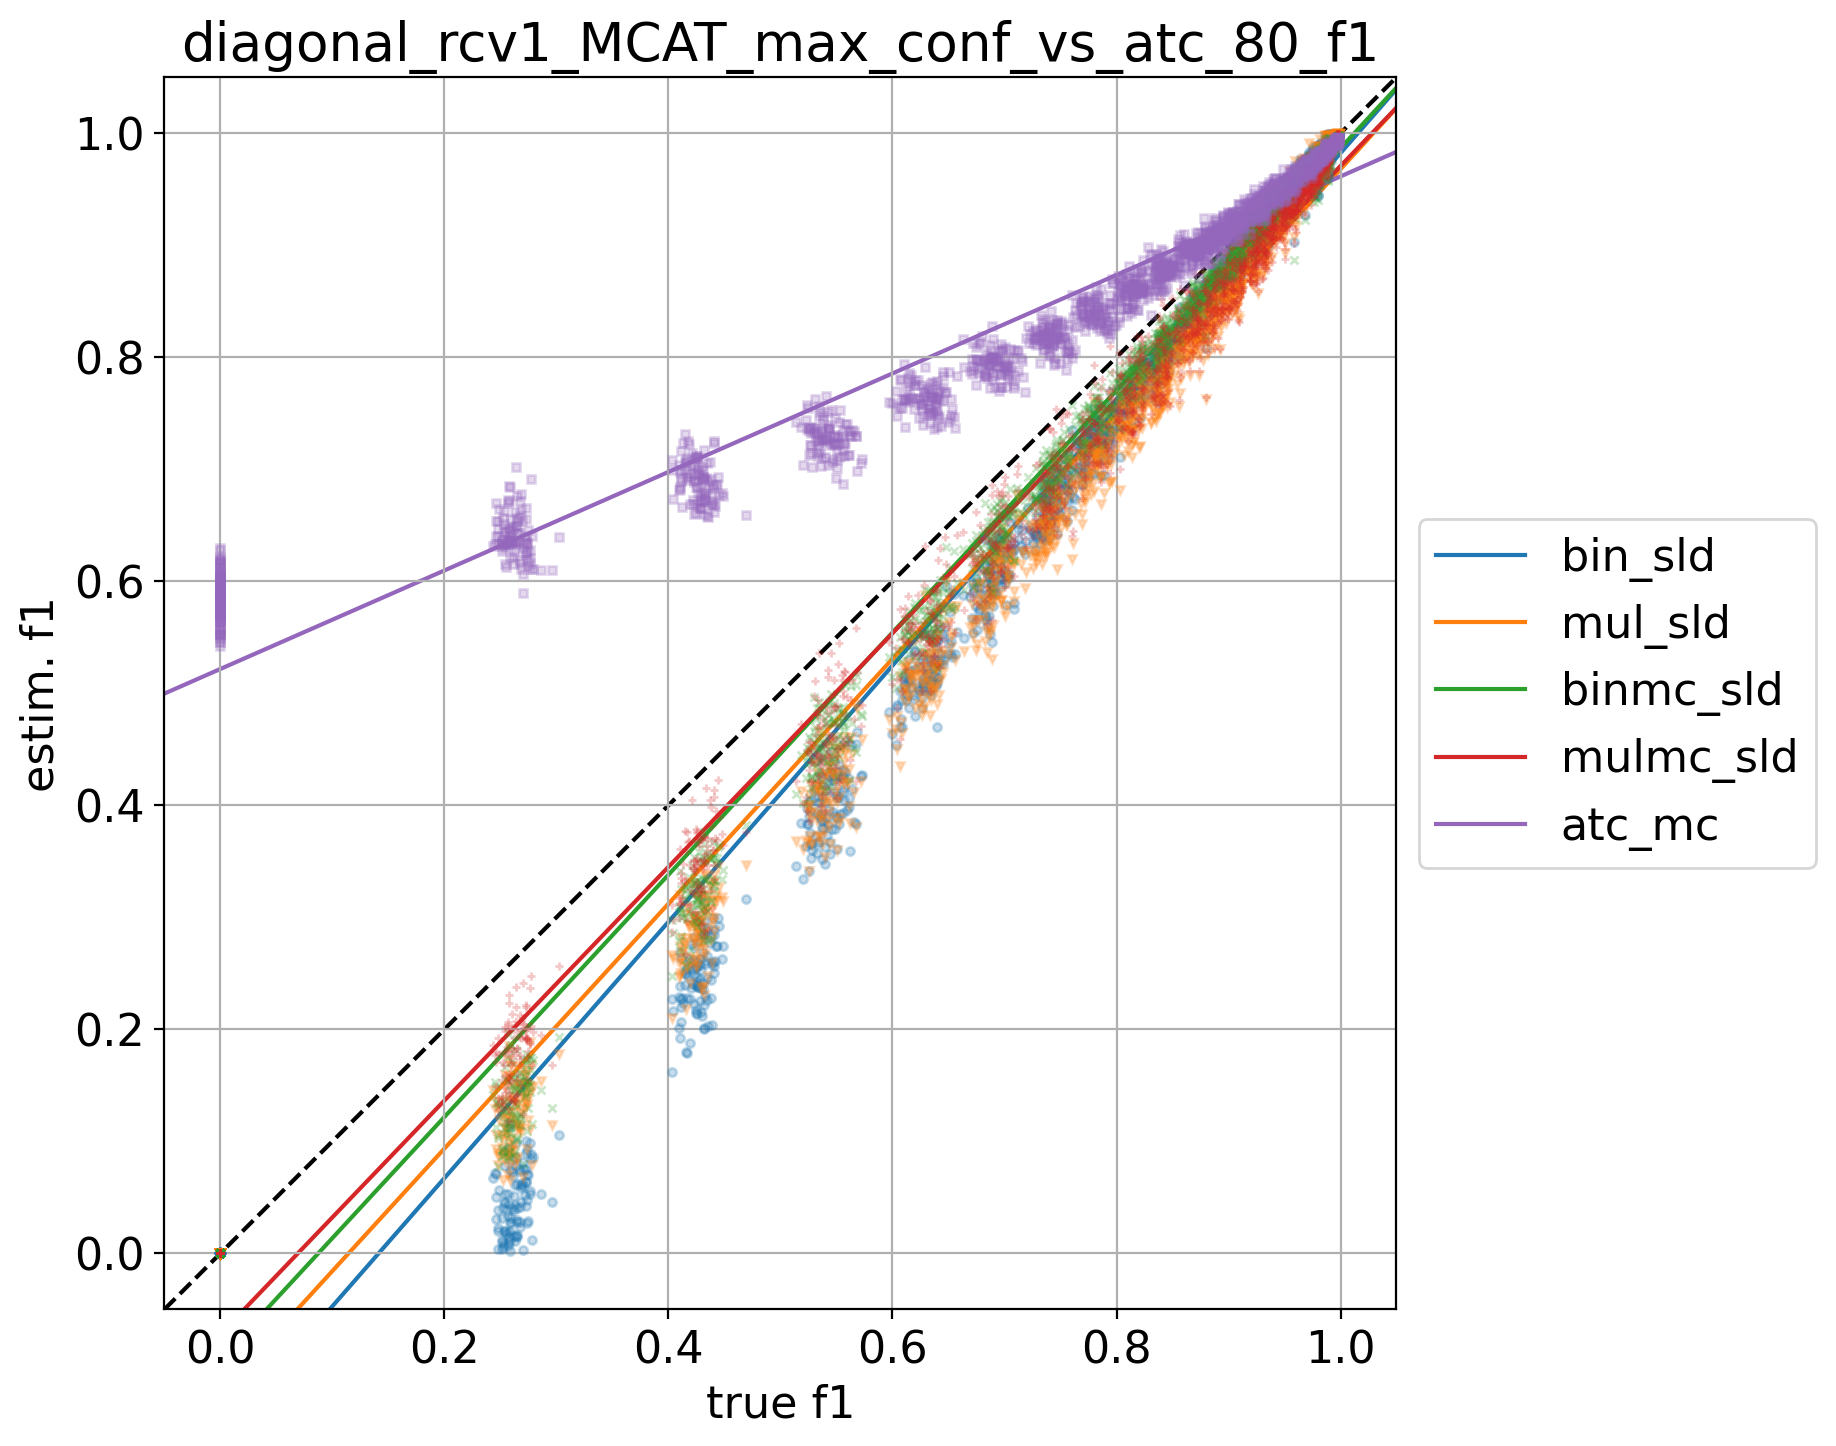 diagonal_rcv1_MCAT_max_conf_vs_atc_80_f1
estim. f1
1.0
0.8
0.6
0.4
0.2
0.0
0.0 0.2 0.4 0.6 0.8 1.0
true f1
bin_sld
mul_sld
binmc_sld
mulmc_sld
atc_mc